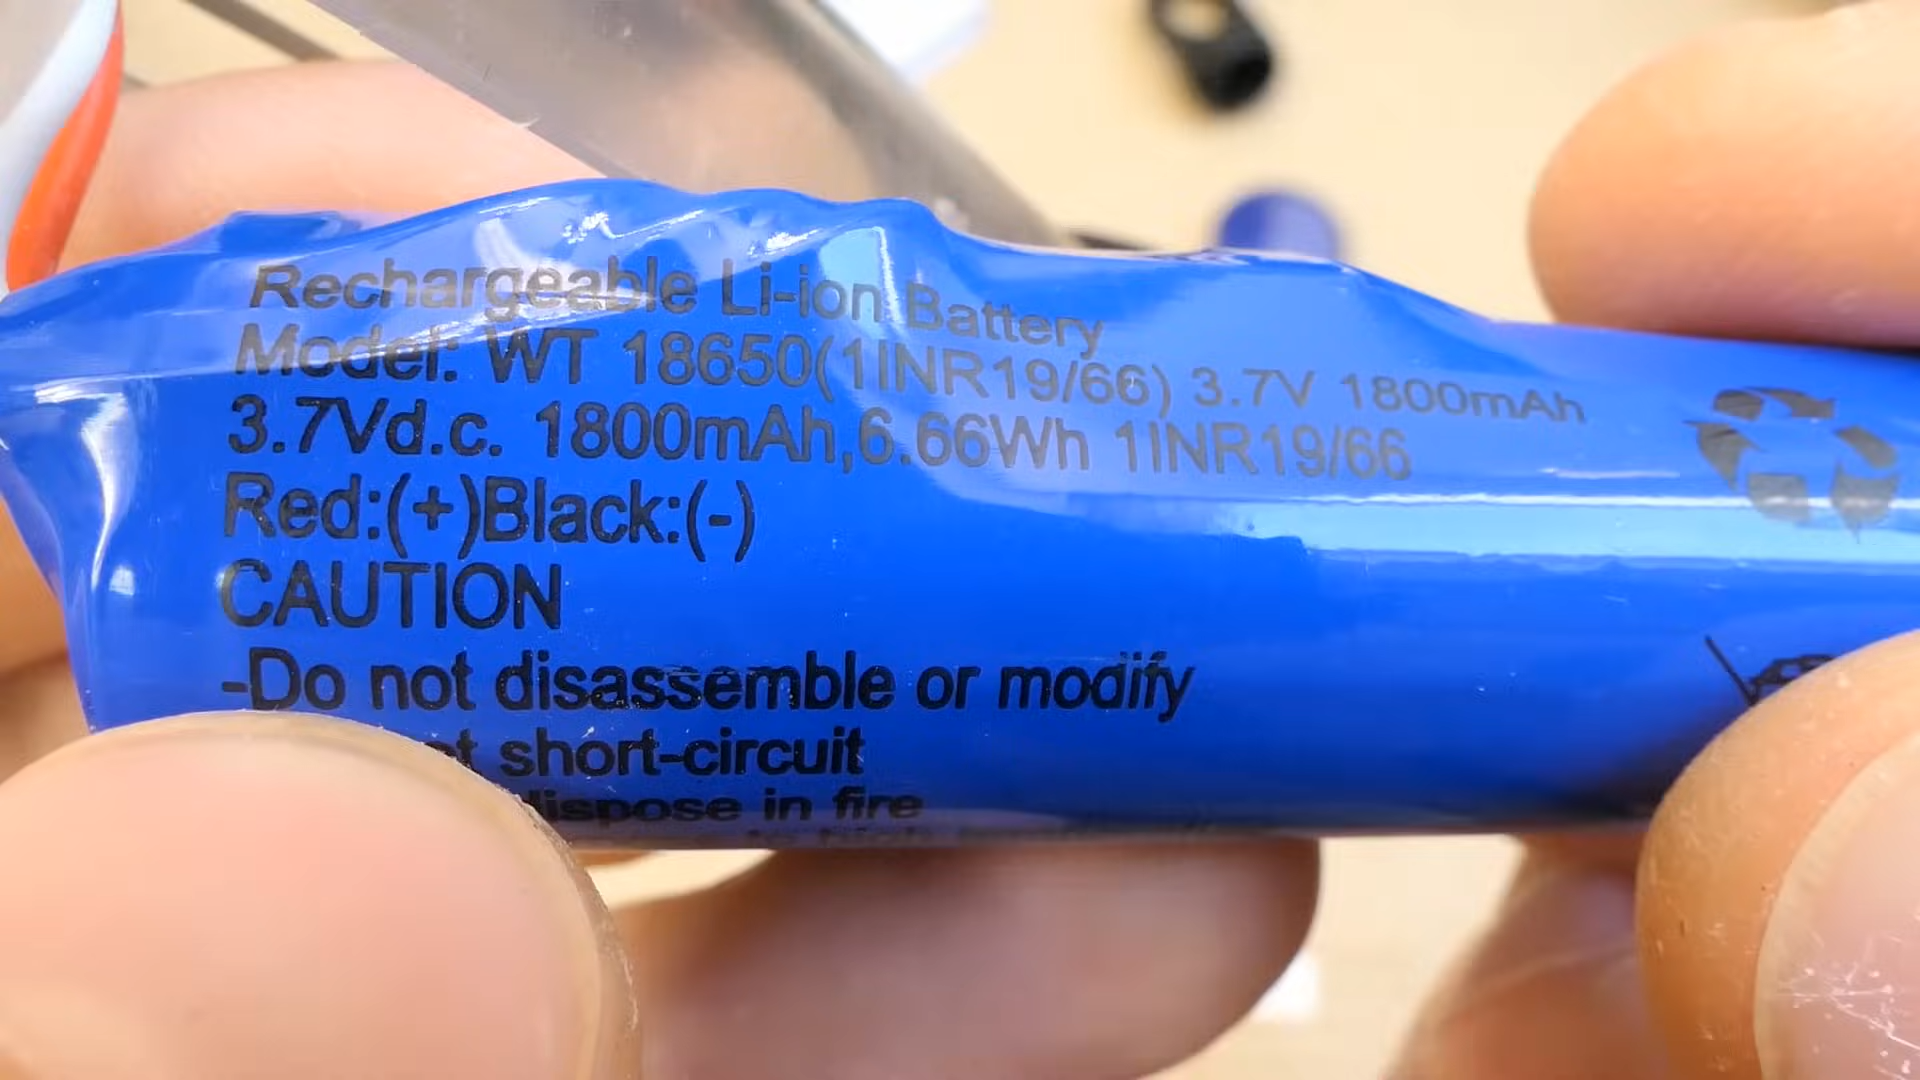 Rechargeable Li-ion Battery
Model: WT 18650(1INR19/66) 3.7V 1800mAh
3.7Vd.c. 1800mAh,6.66Wh 1INR19/66
Red:(+)Black:(-)
CAUTION
-Do not disassemble or modify
short-circuit
dispose in fire